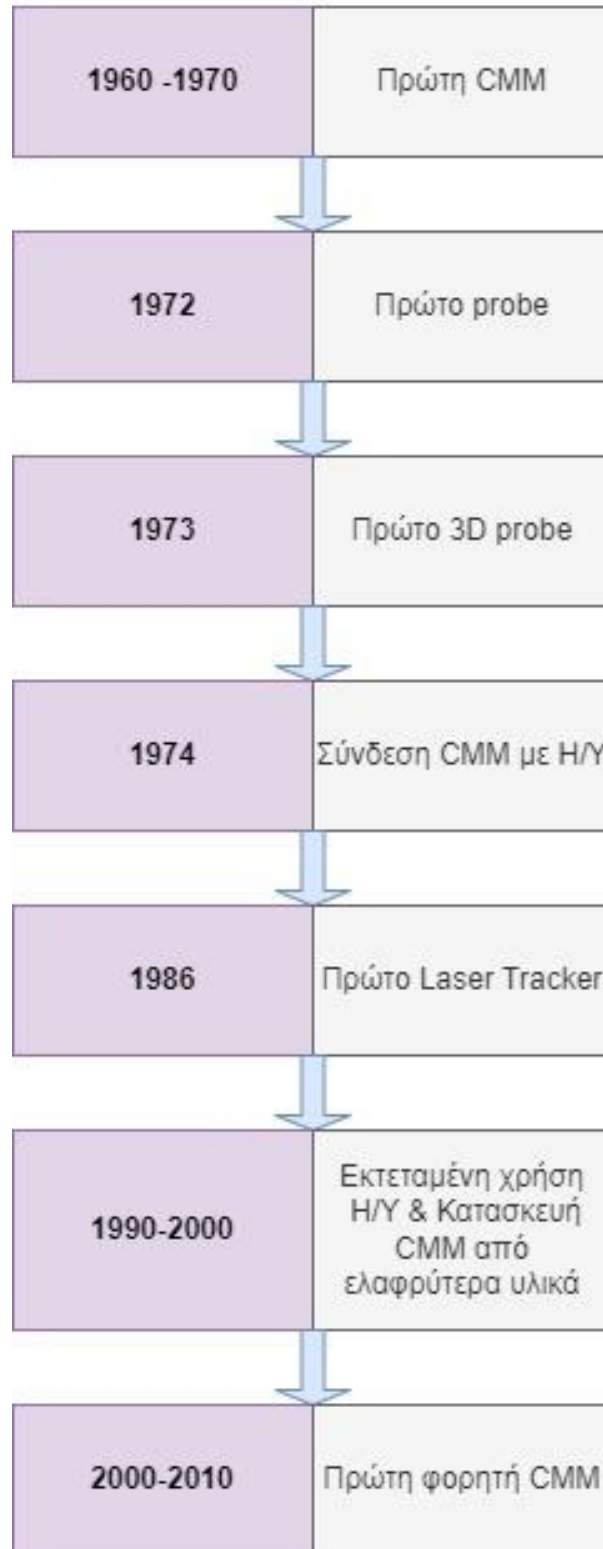 1960 -1970
Πρώτη CMM
1972
Πρώτο probe
1973
Πρώτο 3D probe
1974
Σύνδεση CMM με Η/Υ
1986
Πρώτο Laser Tracker
1990-2000
Εκτεταμένη χρήση
Η/Υ & Κατασκευή
CMM από
ελαφρύτερα υλικά
2000-2010
Πρώτη φορητή CMM